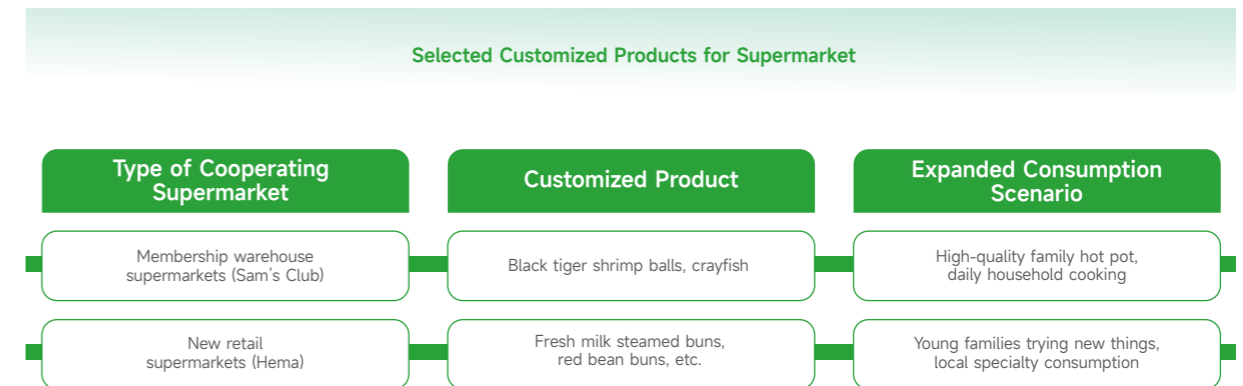 Selected Customized Products for Supermarket
Type of Cooperating
Supermarket
Customized Product
Expanded Consumption
Scenario
Membership warehouse
supermarkets (Sam's Club)
Black tiger shrimp balls, crayfish
High-quality family hot pot,
daily household cooking
New retail
supermarkets (Hema)
Fresh milk steamed buns,
red bean buns, etc.
Young families trying new things,
local specialty consumption